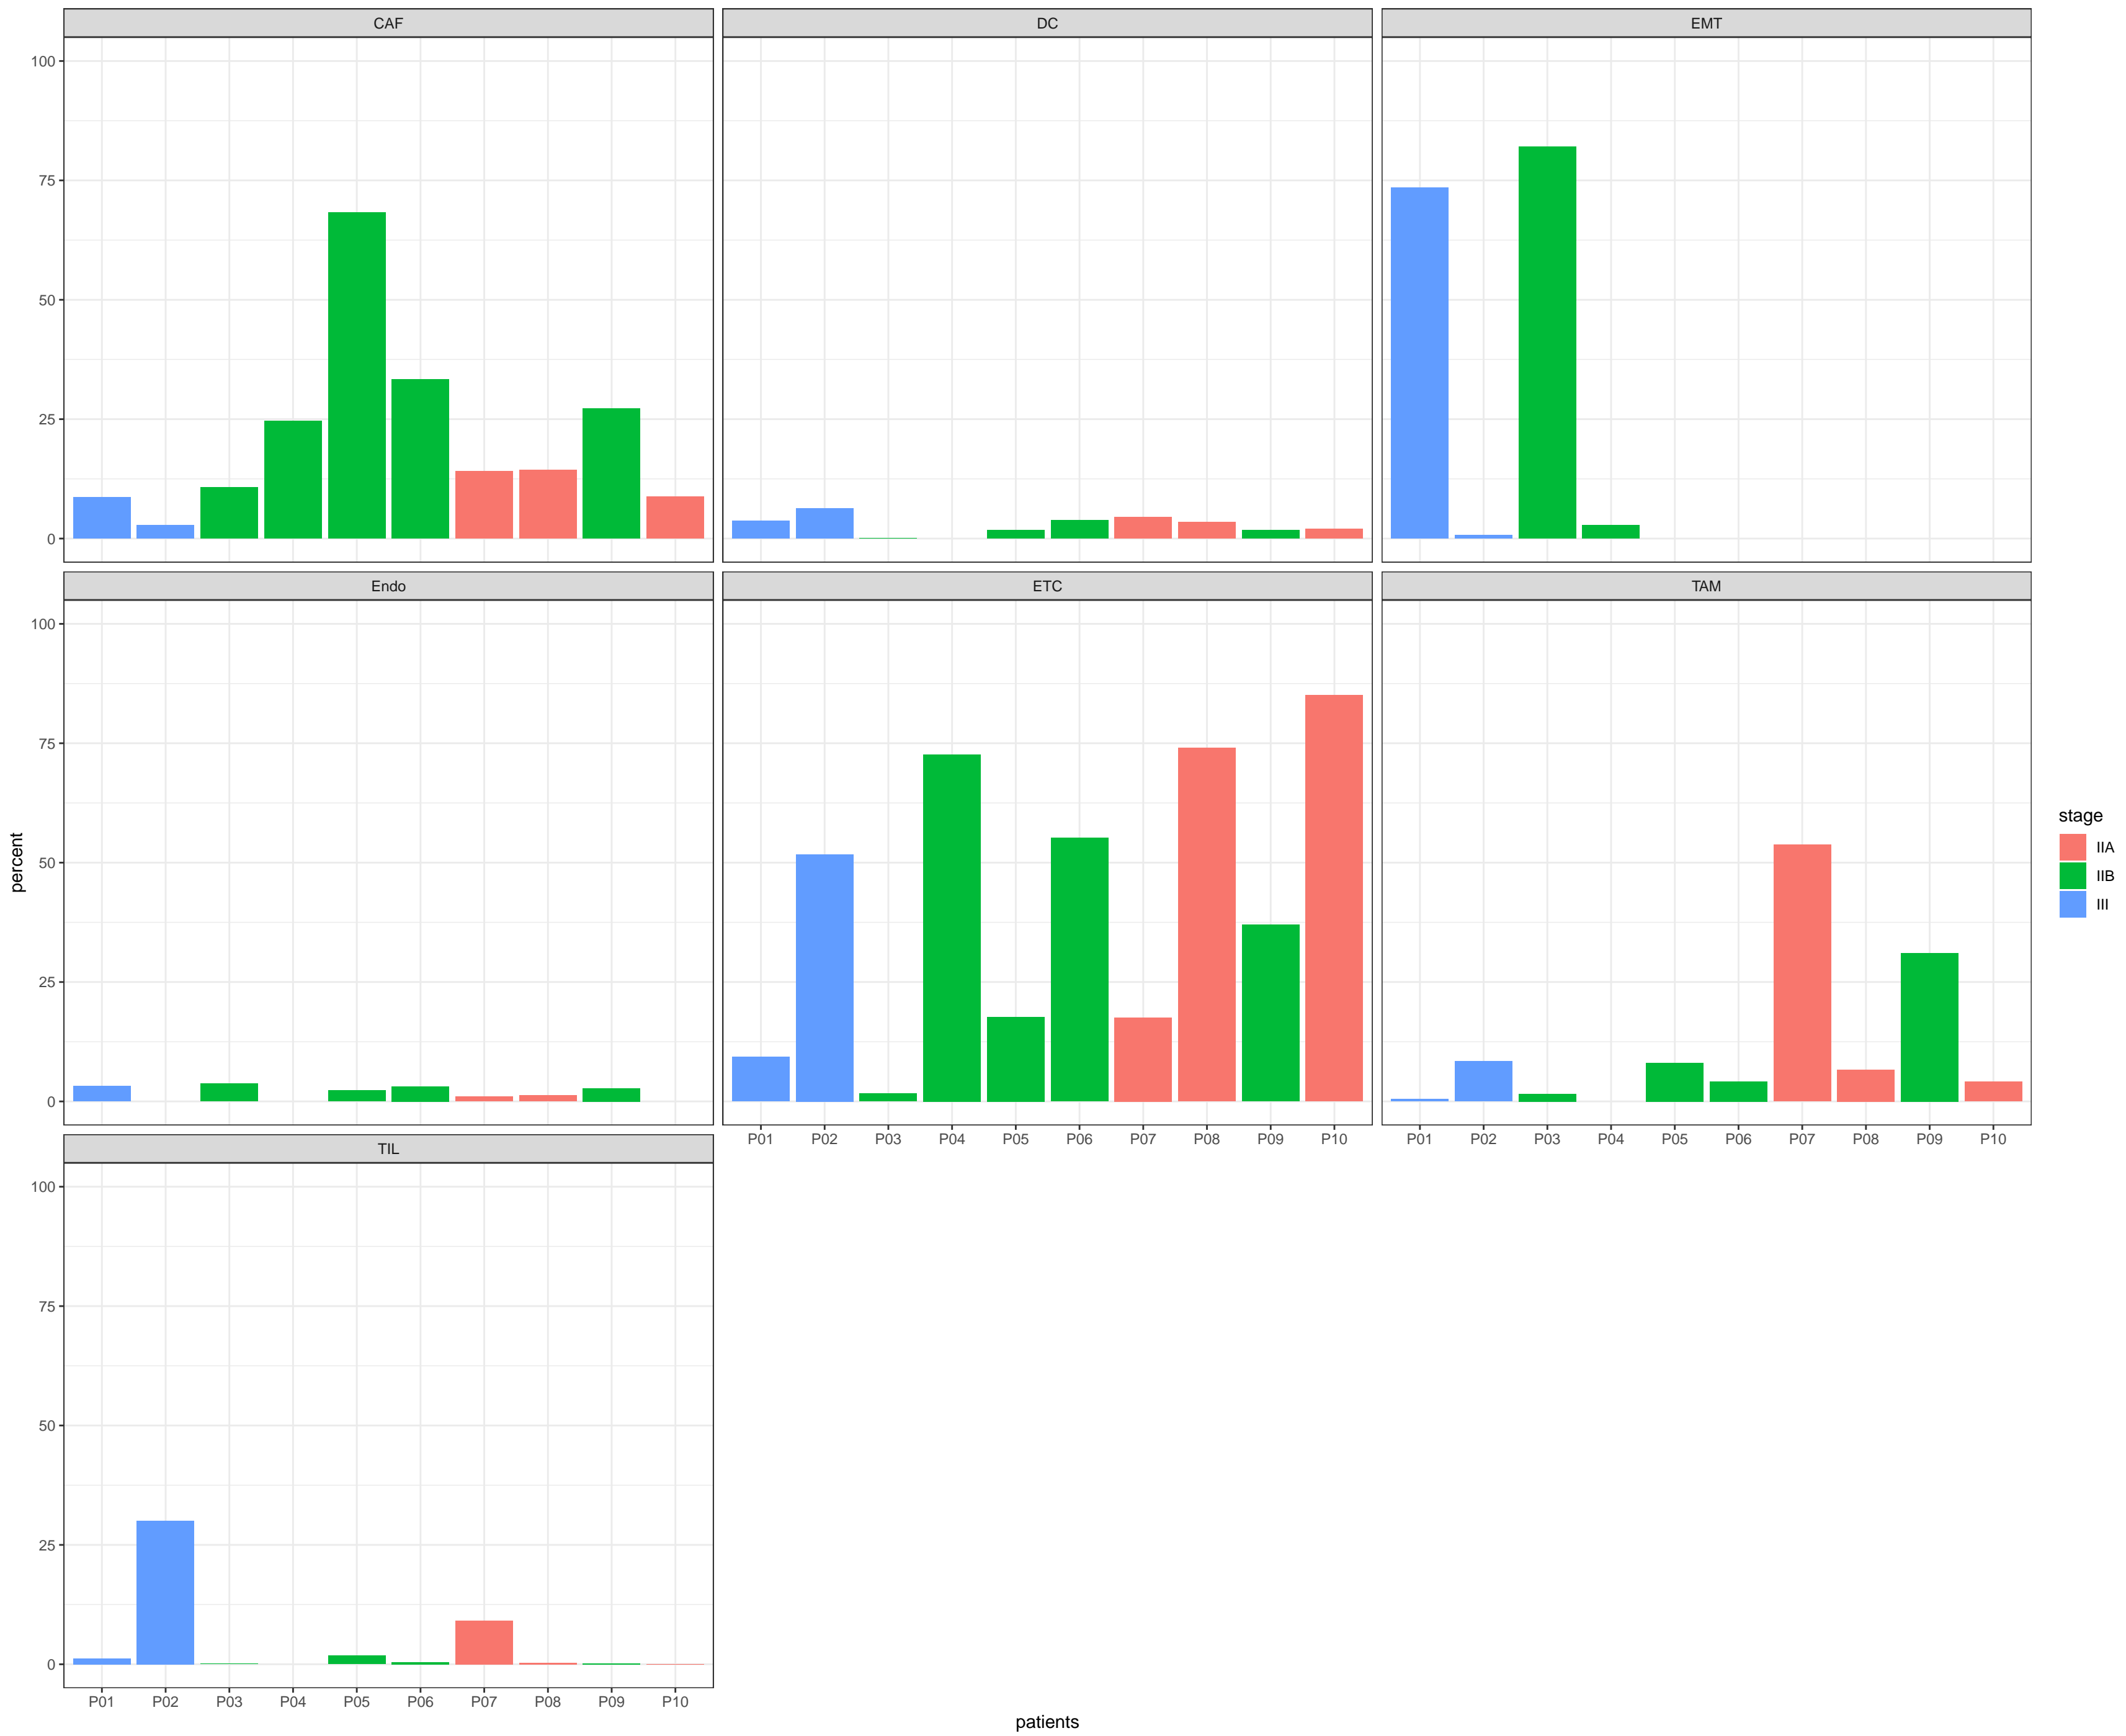 CAF DC EMT
100
75
50
25
0
Endo ETC TAM
100
75
50
25
0
percent
stage
IIA
IIB
III
P01 P02 P03 P04 P05 P06 P07 P08 P09 P10 P01 P02 P03 P04 P05 P06 P07 P08 P09 P10
TIL
100
75
50
25
0
P01 P02 P03 P04 P05 P06 P07 P08 P09 P10
patients